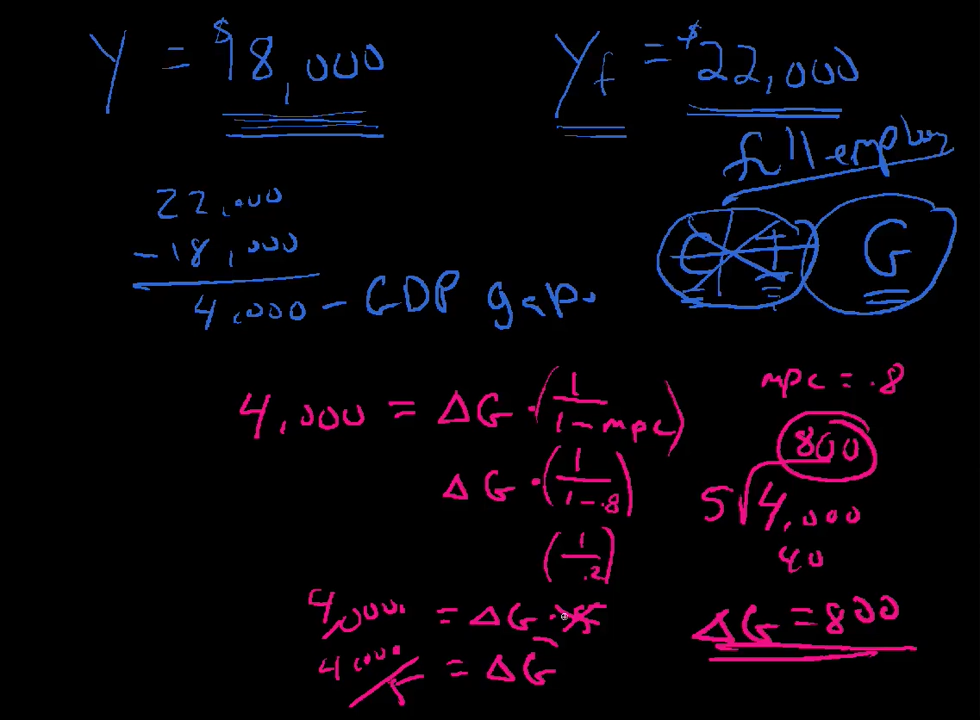 Y = $18,000
Yf = $22,000
full employ
22,000
-18,000
4,000 - GDP gap.
C I G
mpc = .8
4,000 = ΔG · (1/1-mpc)
ΔG · (1/1-.8)
(1/.2)
4,000. = ΔG · 5
4,000./5 = ΔG
800
5√4,000
40
ΔG = 800